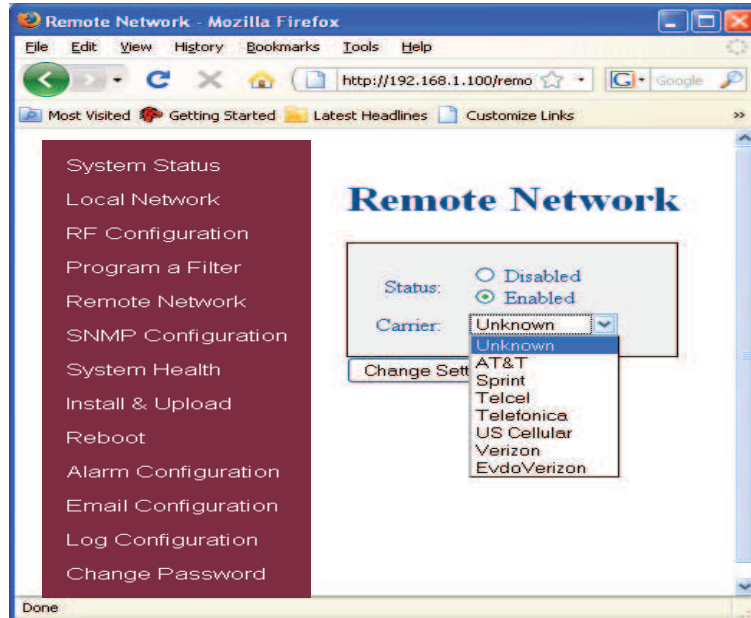 Remote Network - Mozilla Firefox
File Edit View History Bookmarks Tools Help
http://192.168.1.100/remo
G Google
Most Visited Getting Started Latest Headlines Customize Links »
System Status
Local Network
RF Configuration
Program a Filter
Remote Network
SNMP Configuration
System Health
Install & Upload
Reboot
Alarm Configuration
Email Configuration
Log Configuration
Change Password
Remote Network
Status: Disabled
Enabled
Carrier: Unknown
Unknown
AT&T
Sprint
Telcel
Telefonica
US Cellular
Verizon
EvdoVerizon
Change Sett
Done